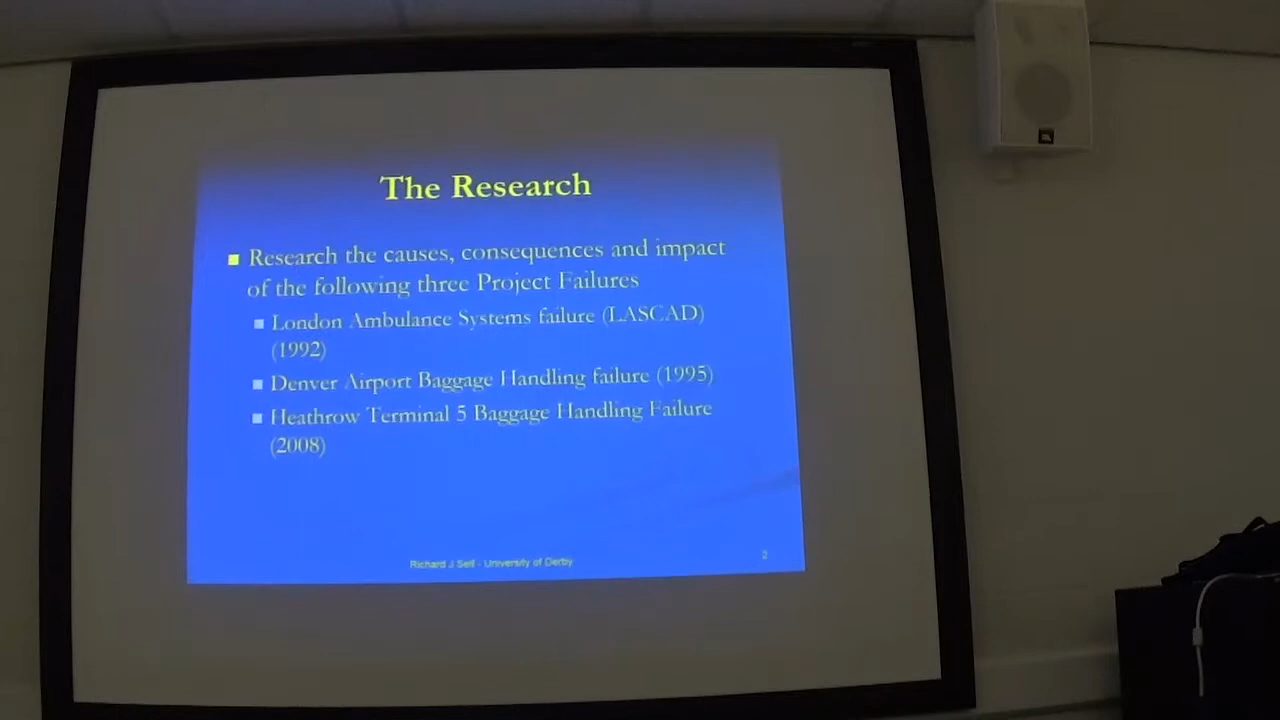 The Research
Research the causes, consequences and impact
of the following three Project Failures
London Ambulance Systems failure (LASCAD)
(1992)
Denver Airport Baggage Handling failure (1995)
Heathrow Terminal 5 Baggage Handling Failure
(2008)
Richard J Self - University of Derby
2